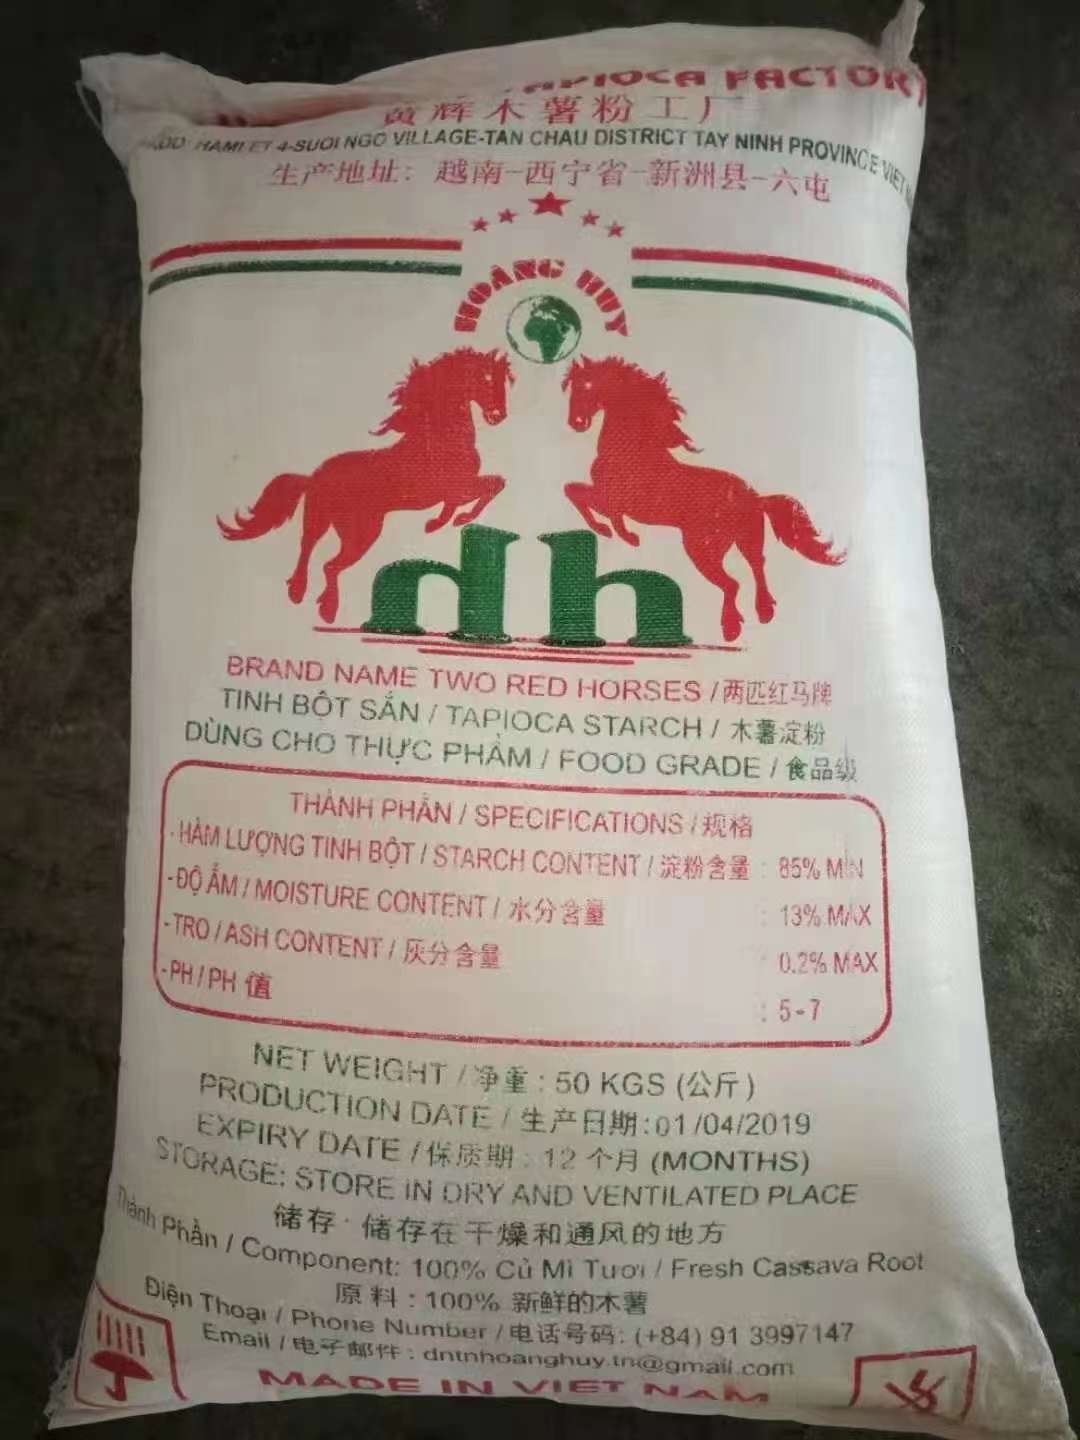 TAPIOCA FACTORY
黄辉木薯粉工厂
HAMLET 4-SUOI NGO VILLAGE-TAN CHAU DISTRICT TAY NINH PROVINCE VIET
生产地址：越南-西宁省-新洲县-六屯
HOÀNG HUY
dh
BRAND NAME TWO RED HORSES / 两匹红马牌
TINH BỘT SẮN / TAPIOCA STARCH / 木薯淀粉
DÙNG CHO THỰC PHẨM / FOOD GRADE / 食品级
THÀNH PHẦN / SPECIFICATIONS / 规格
-HÀM LƯỢNG TINH BỘT / STARCH CONTENT / 淀粉含量 : 85% MIN
-ĐỘ ẨM / MOISTURE CONTENT / 水分含量 : 13% MAX
-TRO / ASH CONTENT / 灰分含量 : 0.2% MAX
-PH / PH 值 : 5-7
NET WEIGHT / 净重 : 50 KGS (公斤)
PRODUCTION DATE / 生产日期: 01/04/2019
EXPIRY DATE / 保质期 : 12 个月 (MONTHS)
STORAGE: STORE IN DRY AND VENTILATED PLACE
储存 : 储存在干燥和通风的地方
Thành Phần / Component: 100% Củ Mì Tươi / Fresh Cassava Root
原料 : 100% 新鲜的木薯
Điện Thoại / Phone Number / 电话号码: (+84) 91 3997147
Email / 电子邮件 : dntnhoanghuy.tn@gmail.com
MADE IN VIET NAM